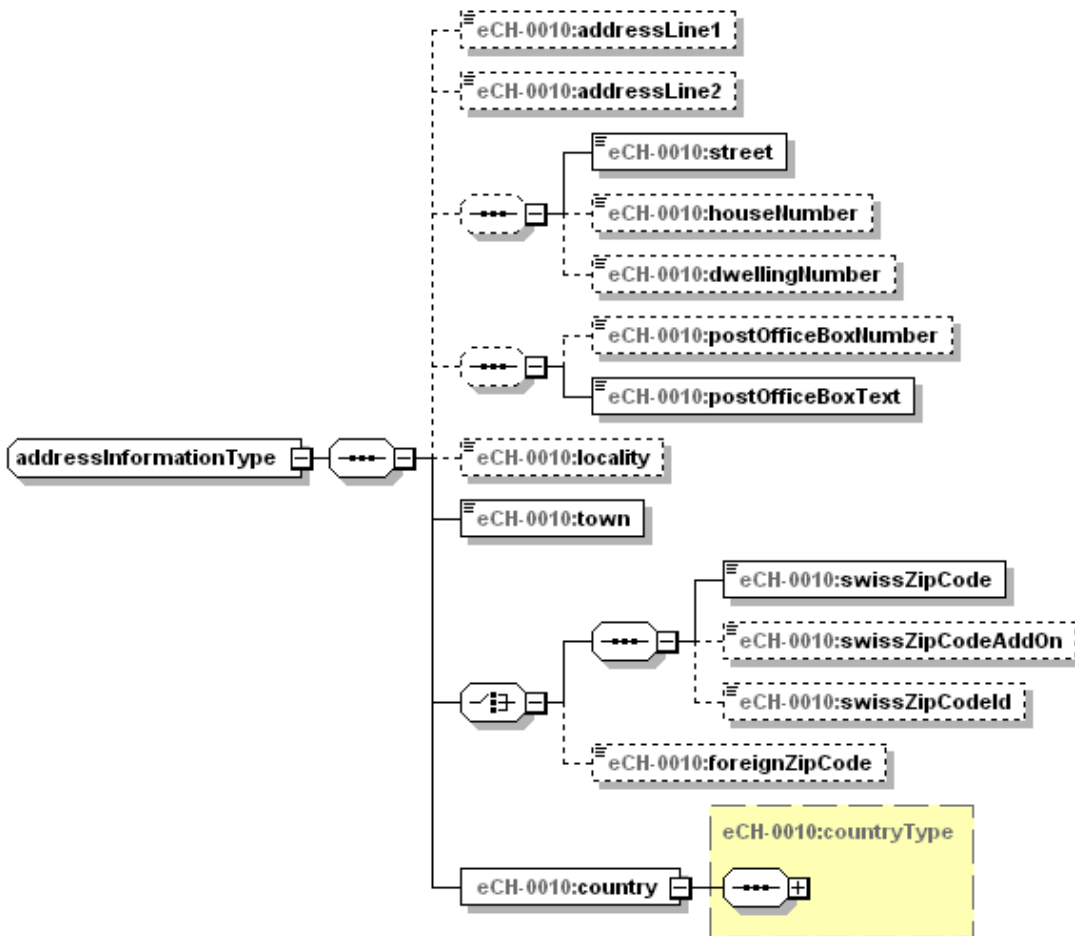 eCH-0010:addressLine1
eCH-0010:addressLine2
eCH-0010:street
eCH-0010:houseNumber
eCH-0010:dwellingNumber
eCH-0010:postOfficeBoxNumber
eCH-0010:postOfficeBoxText
addressInformationType
eCH-0010:locality
eCH-0010:town
eCH-0010:swissZipCode
eCH-0010:swissZipCodeAddOn
eCH-0010:swissZipCodeId
eCH-0010:foreignZipCode
eCH-0010:countryType
eCH-0010:country